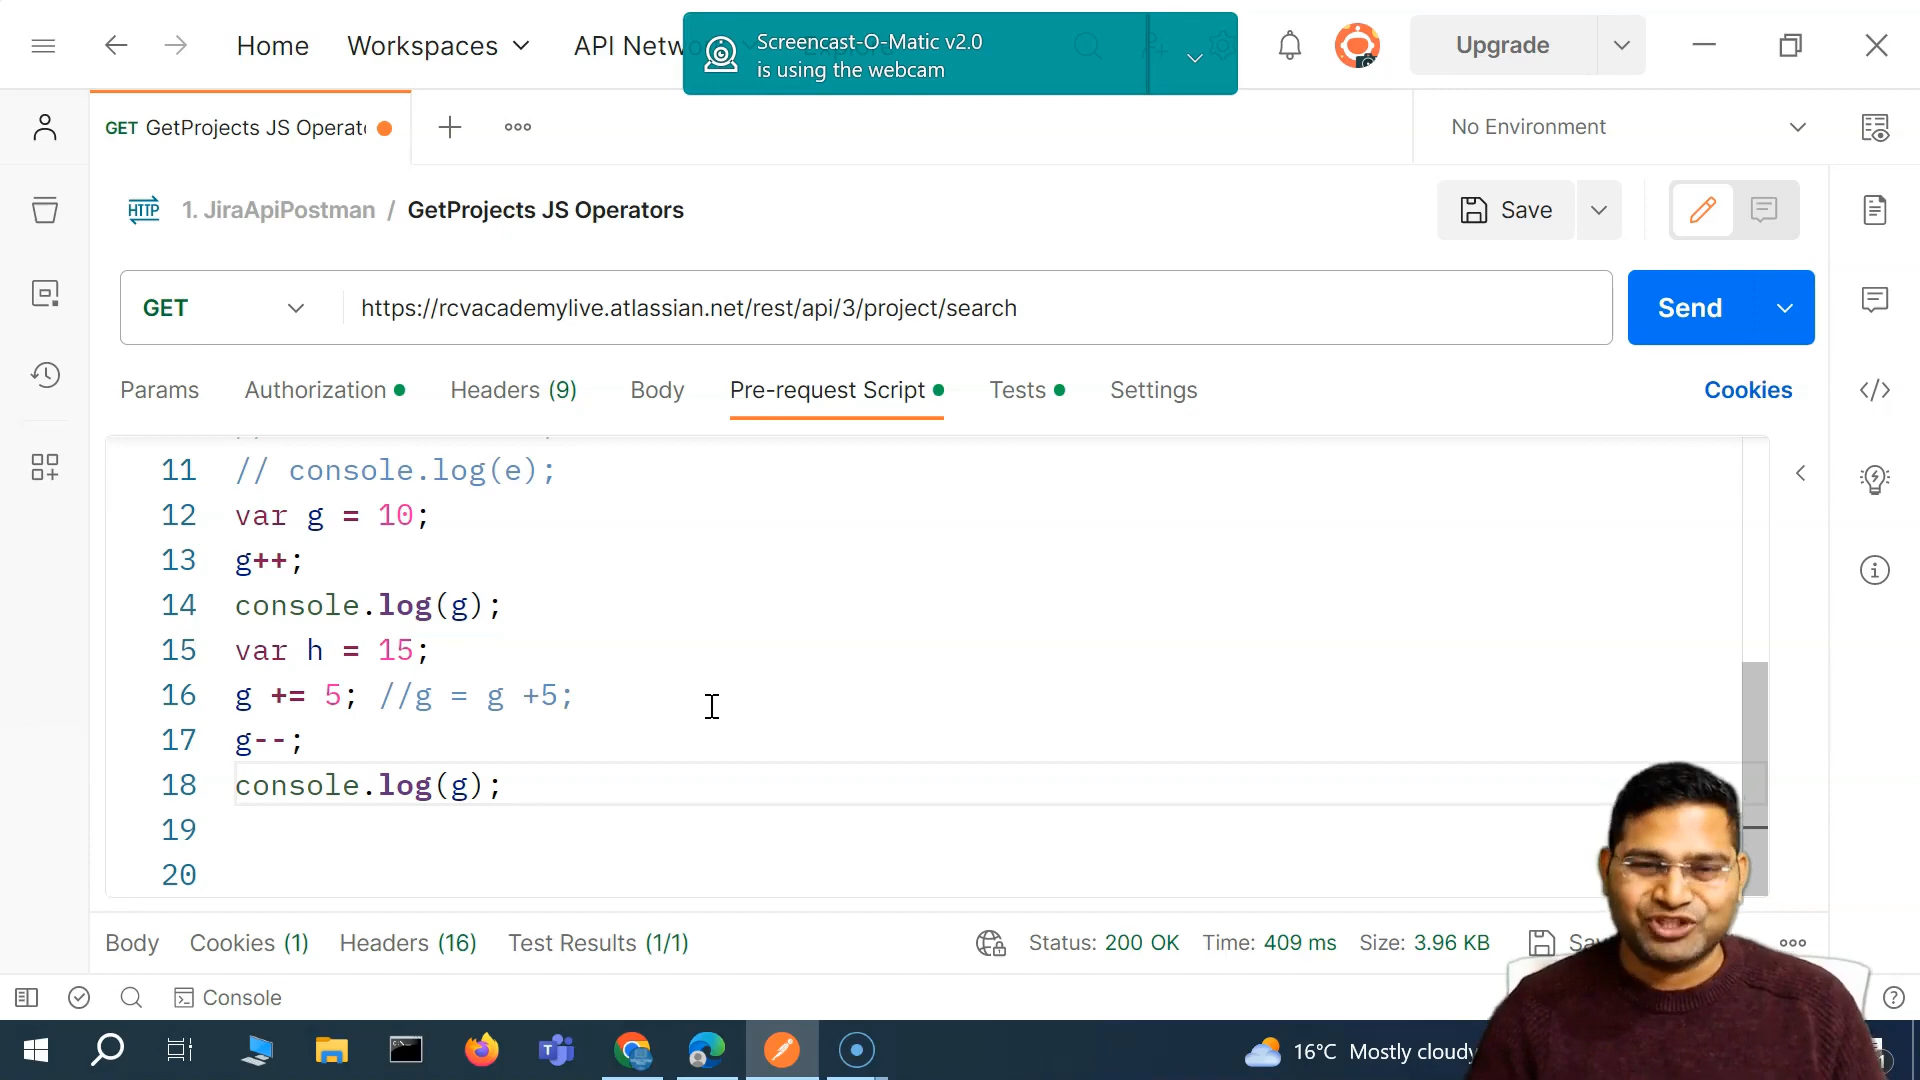 Home
Workspaces
API Netw
Screencast-O-Matic v2.0
is using the webcam
Upgrade
GET GetProjects JS Operat
No Environment
HTTP 1. JiraApiPostman / GetProjects JS Operators
Save
GET
https://rcvacademylive.atlassian.net/rest/api/3/project/search
Send
Params
Authorization
Headers (9)
Body
Pre-request Script
Tests
Settings
Cookies
11 // console.log(e);
12 var g = 10;
13 g++;
14 console.log(g);
15 var h = 15;
16 g += 5; //g = g +5;
17 g--;
18 console.log(g);
19
20
Body
Cookies (1)
Headers (16)
Test Results (1/1)
Status: 200 OK
Time: 409 ms
Size: 3.96 KB
Console
16°C Mostly cloudy
1